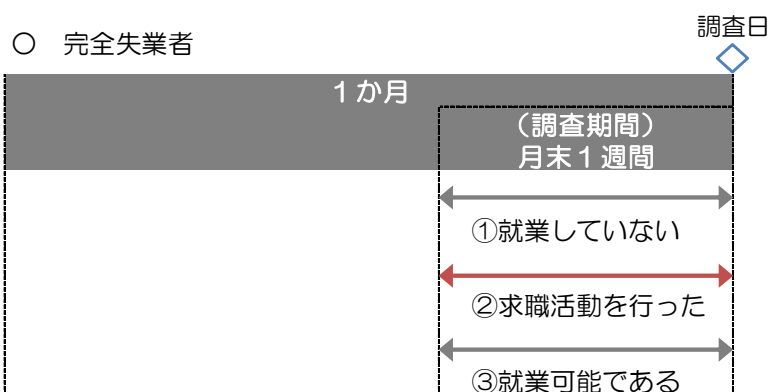 調査日
○　完全失業者
１か月
（調査期間）
月末１週間
①就業していない
②求職活動を行った
③就業可能である